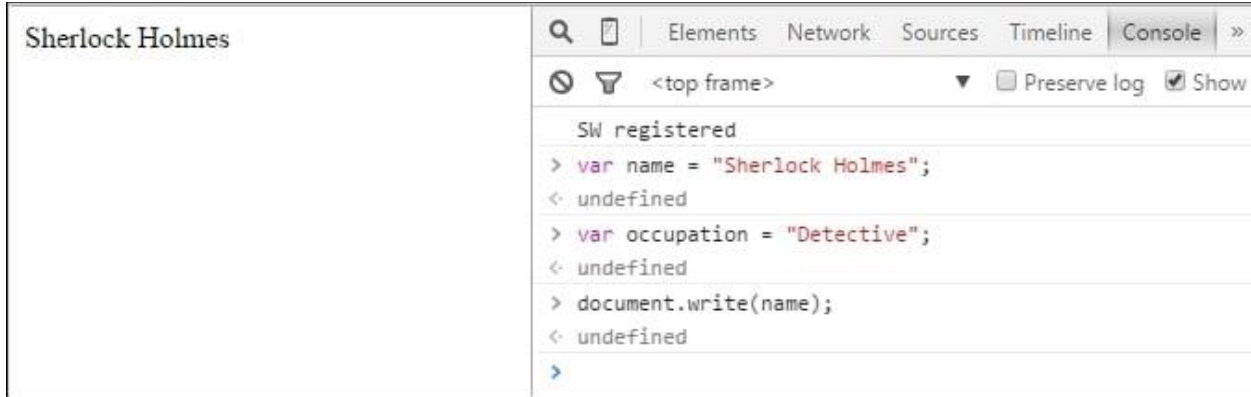 Sherlock Holmes
Elements Network Sources Timeline Console »
<top frame> ▼ Preserve log Show
SW registered
> var name = "Sherlock Holmes";
<· undefined
> var occupation = "Detective";
<· undefined
> document.write(name);
<· undefined
>